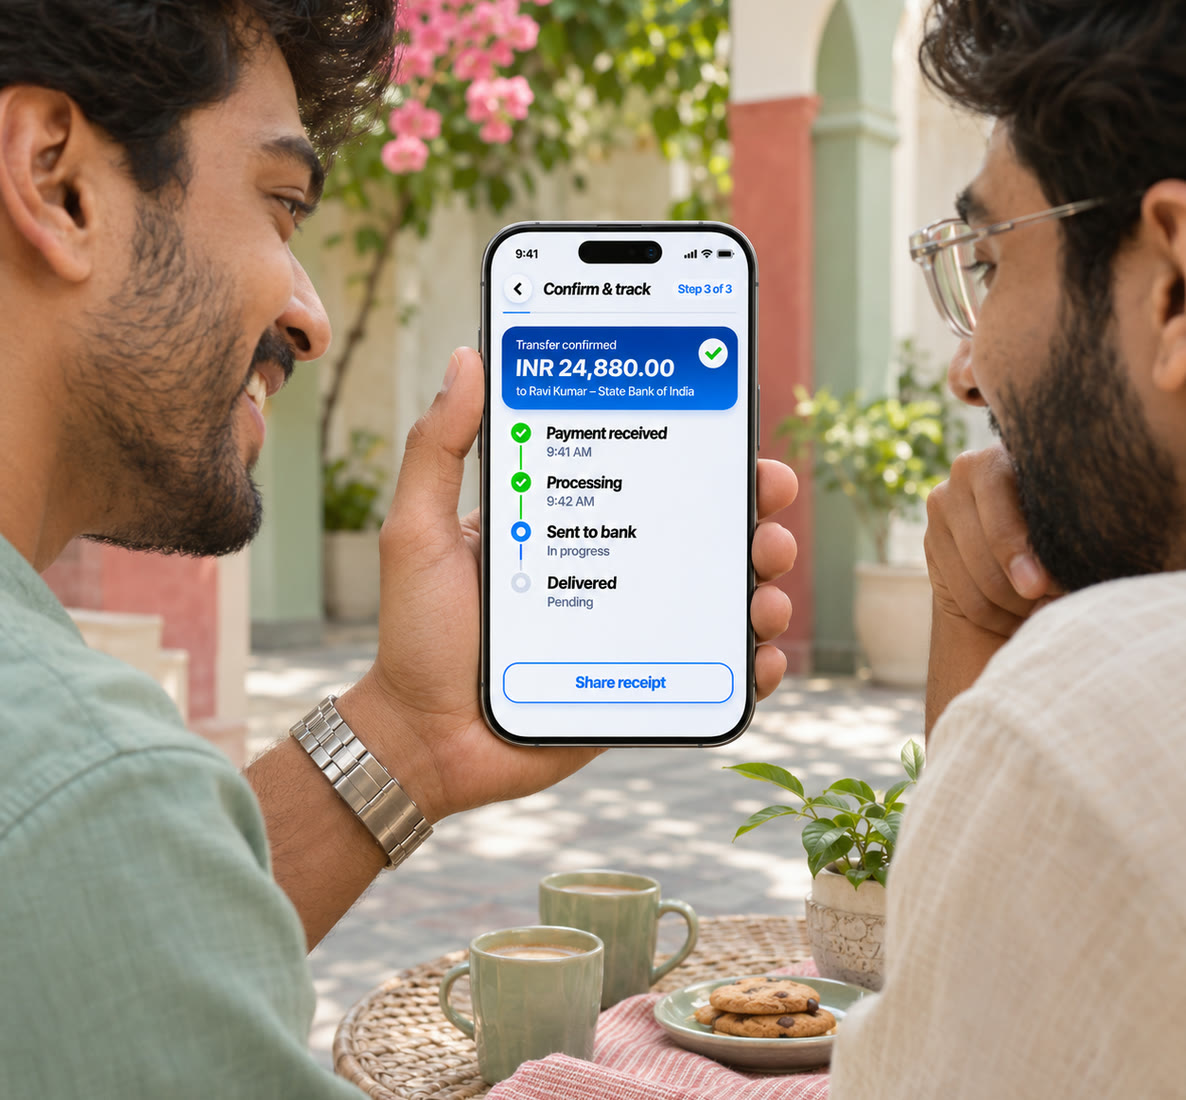 9:41
Confirm & track
Step 3 of 3
Transfer confirmed
INR 24,880.00
to Ravi Kumar – State Bank of India
Payment received
9:41 AM
Processing
9:42 AM
Sent to bank
In progress
Delivered
Pending
Share receipt